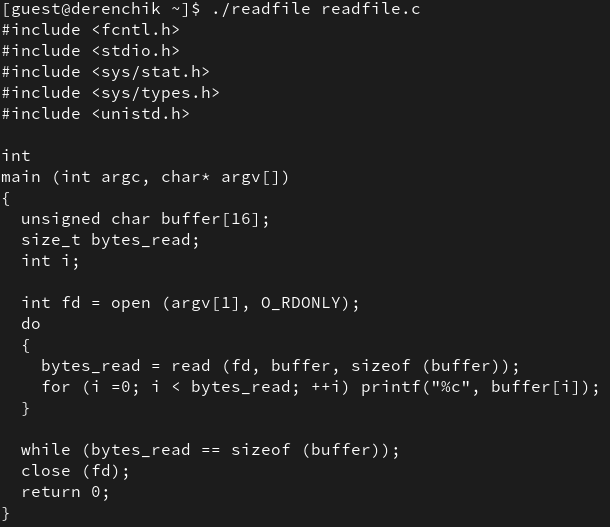 [guest@derenchik ~]$ ./readfile readfile.c
#include <fcntl.h>
#include <stdio.h>
#include <sys/stat.h>
#include <sys/types.h>
#include <unistd.h>

int
main (int argc, char* argv[])
{
  unsigned char buffer[16];
  size_t bytes_read;
  int i;

  int fd = open (argv[1], O_RDONLY);
  do
  {
    bytes_read = read (fd, buffer, sizeof (buffer));
    for (i =0; i < bytes_read; ++i) printf("%c", buffer[i]);
  }

  while (bytes_read == sizeof (buffer));
  close (fd);
  return 0;
}